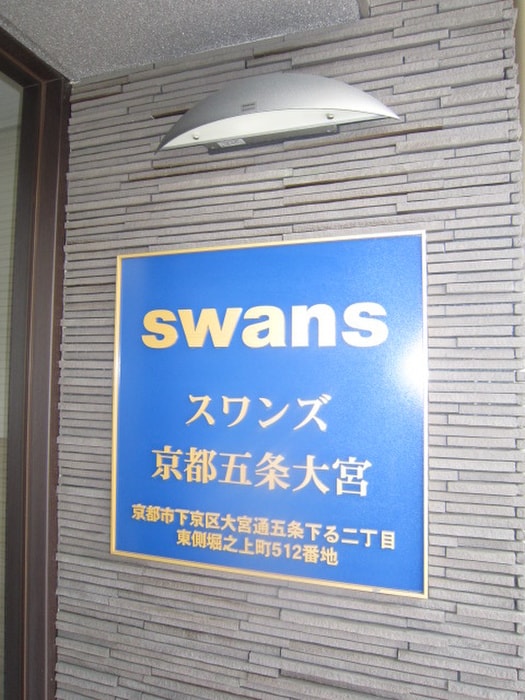 swans
スワンズ
京都五条大宮
京都市下京区大宮通五条下る二丁目
東側堀之上町512番地